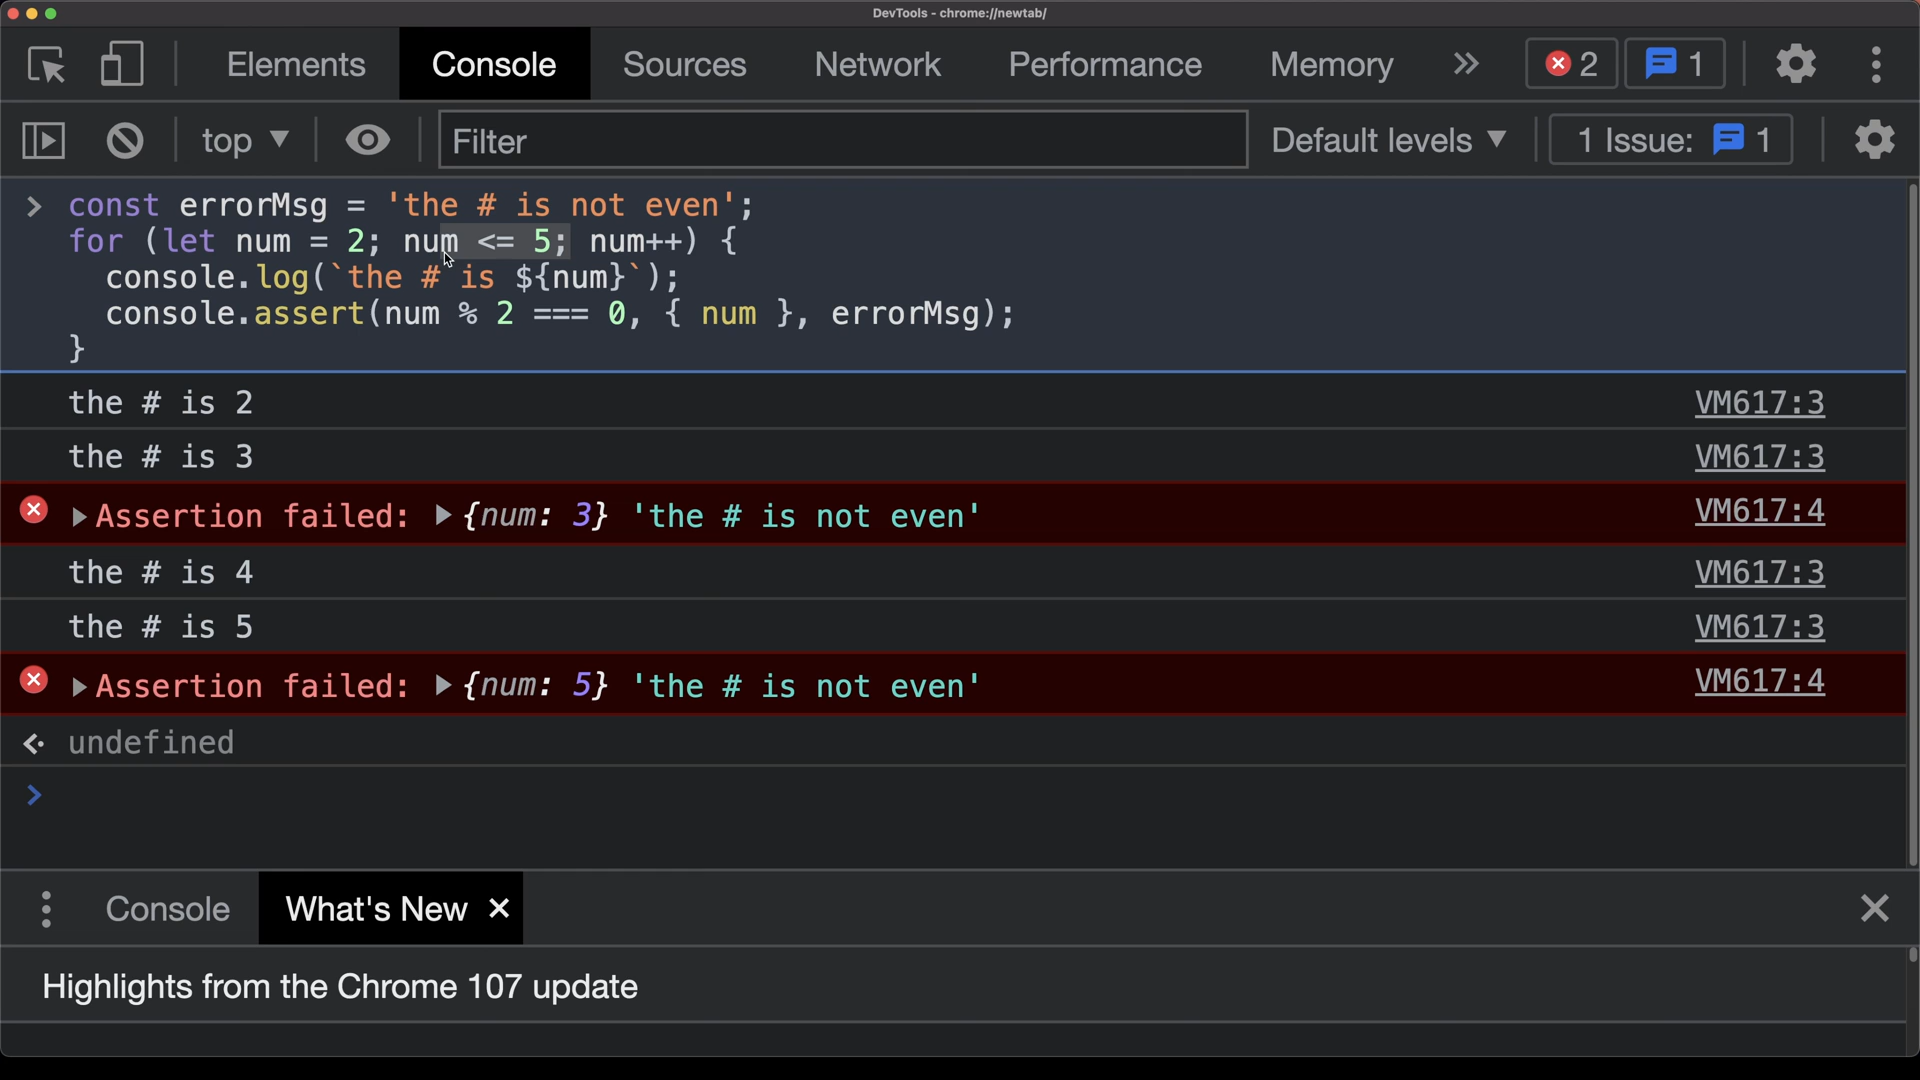 DevTools - chrome://newtab/
Elements Console Sources Network Performance Memory » 2 1
top ▼ Filter Default levels ▼ 1 Issue: 1
> const errorMsg = 'the # is not even';
for (let num = 2; num <= 5; num++) {
  console.log(`the # is ${num}`);
  console.assert(num % 2 === 0, { num }, errorMsg);
}
the # is 2 VM617:3
the # is 3 VM617:3
▶Assertion failed: ▶{num: 3} 'the # is not even' VM617:4
the # is 4 VM617:3
the # is 5 VM617:3
▶Assertion failed: ▶{num: 5} 'the # is not even' VM617:4
undefined
>
Console What's New ×
Highlights from the Chrome 107 update